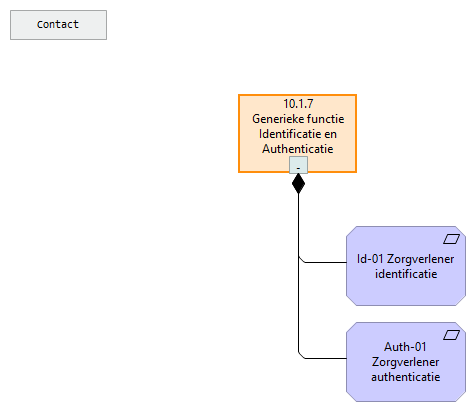 Contact
10.1.7
Generieke functie
Identificatie en
Authenticatie
-
Id-01 Zorgverlener
identificatie
Auth-01
Zorgverlener
authenticatie